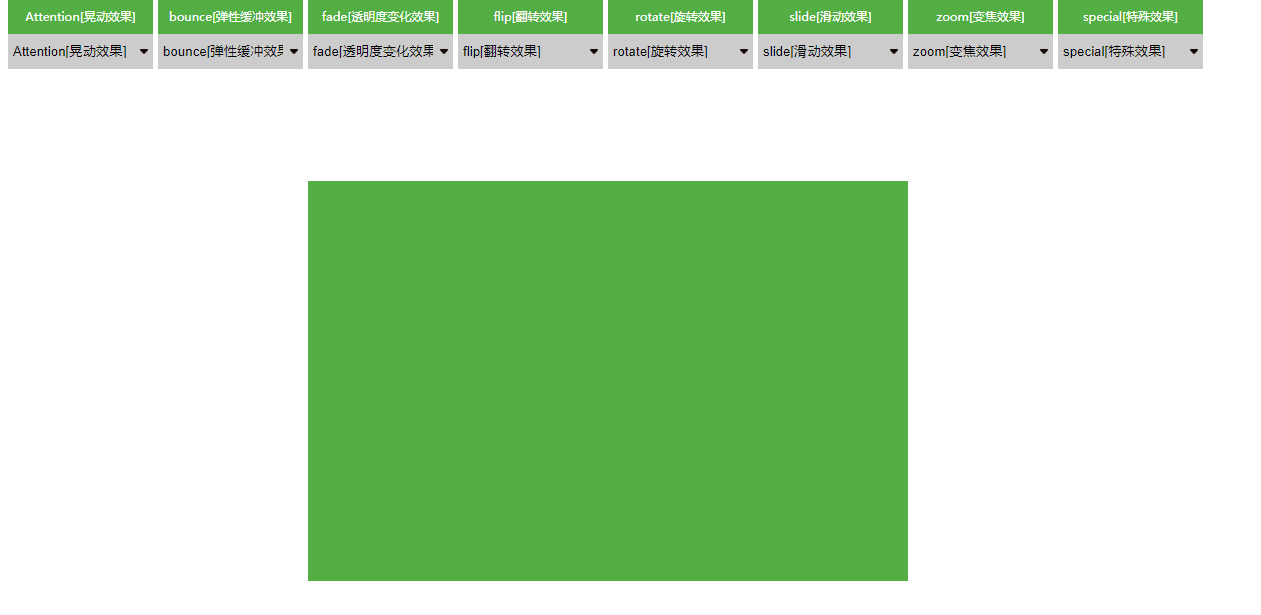 Attention[晃动效果] bounce[弹性缓冲效果] fade[透明度变化效果] flip[翻转效果] rotate[旋转效果] slide[滑动效果] zoom[变焦效果] special[特殊效果]
Attention[晃动效果] bounce[弹性缓冲效果 fade[透明度变化效果 flip[翻转效果] rotate[旋转效果] slide[滑动效果] zoom[变焦效果] special[特殊效果]